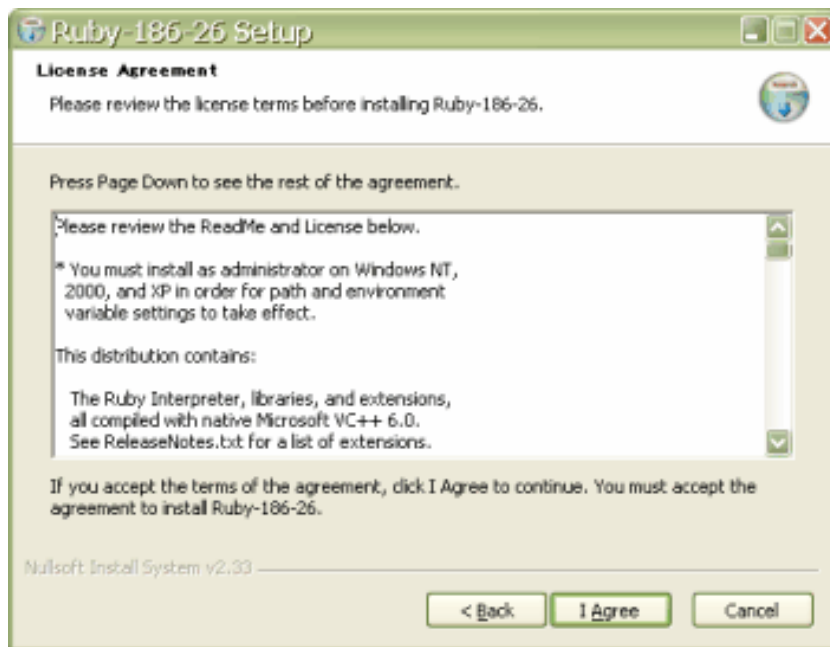 Ruby-186-26 Setup
License Agreement
Please review the license terms before installing Ruby-186-26.
Press Page Down to see the rest of the agreement.
Please review the ReadMe and License below.
* You must install as administrator on Windows NT,
2000, and XP in order for path and environment
variable settings to take effect.
This distribution contains:
The Ruby Interpreter, libraries, and extensions,
all compiled with native Microsoft VC++ 6.0.
See ReleaseNotes.txt for a list of extensions.
If you accept the terms of the agreement, click I Agree to continue. You must accept the
agreement to install Ruby-186-26.
Nullsoft Install System v2.33
< Back I Agree Cancel